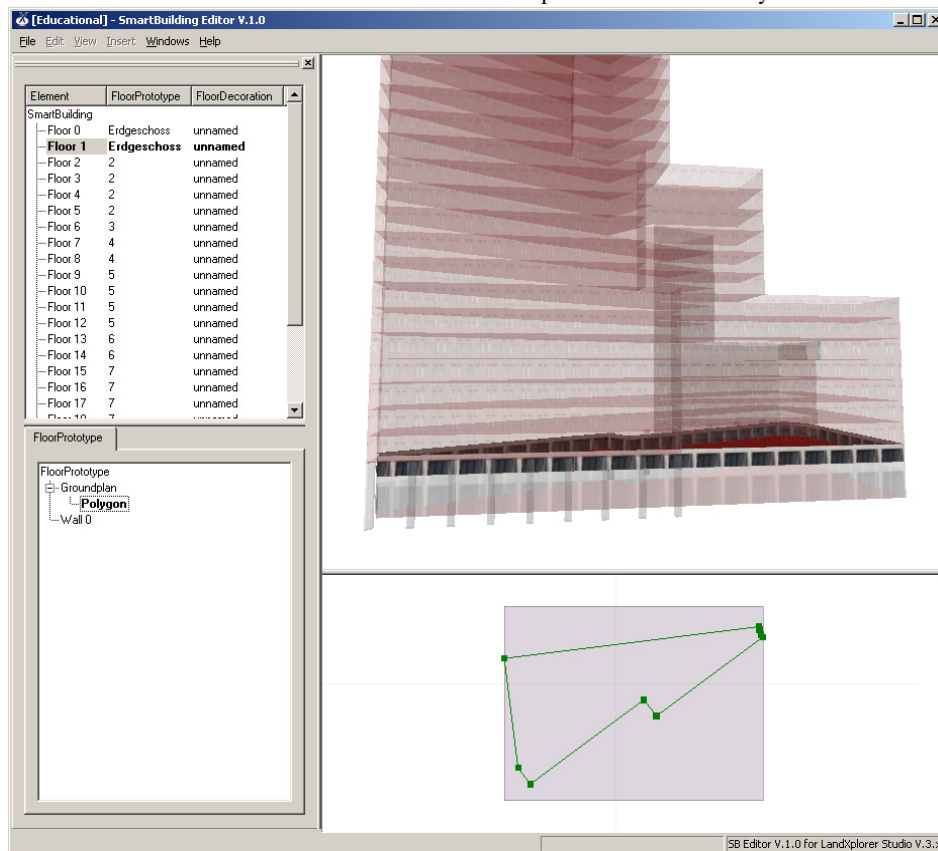 [Educational] - SmartBuilding Editor V.1.0
File Edit View Insert Windows Help
Element FloorPrototype FloorDecoration
SmartBuilding
Floor 0 Erdgeschoss unnamed
Floor 1 Erdgeschoss unnamed
Floor 2 2 unnamed
Floor 3 2 unnamed
Floor 4 2 unnamed
Floor 5 2 unnamed
Floor 6 3 unnamed
Floor 7 4 unnamed
Floor 8 4 unnamed
Floor 9 5 unnamed
Floor 10 5 unnamed
Floor 11 5 unnamed
Floor 12 5 unnamed
Floor 13 6 unnamed
Floor 14 6 unnamed
Floor 15 7 unnamed
Floor 16 7 unnamed
Floor 17 7 unnamed
FloorPrototype
FloorPrototype
Groundplan
Polygon
Wall 0
SB Editor V.1.0 for LandXplorer Studio V.3.